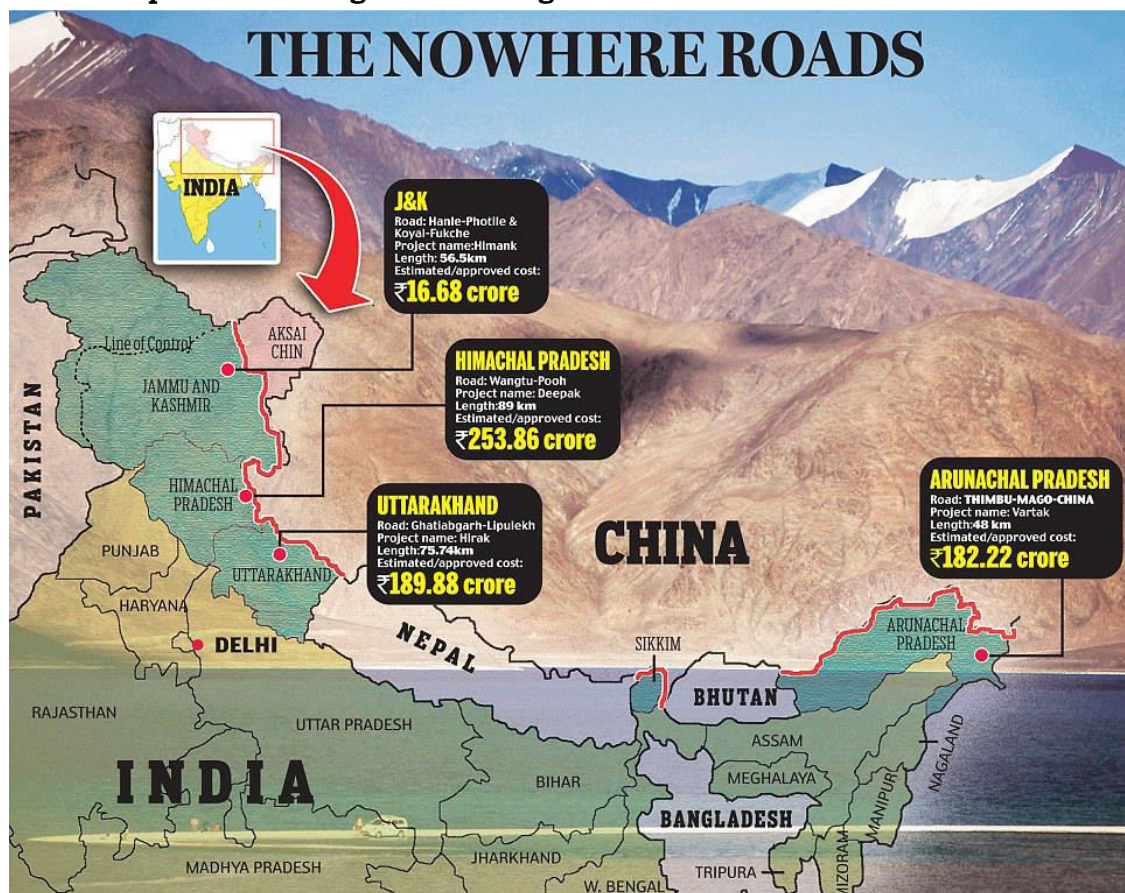 THE NOWHERE ROADS
INDIA
J&K
Road: Hanle-Photile &
Koyal-Fukche
Project name:Himank
Length: 56.5km
Estimated/approved cost:
₹16.68 crore
AKSAI
CHIN
Line of Control
JAMMU AND
KASHMIR
HIMACHAL PRADESH
Road: Wangtu-Pooh
Project name: Deepak
Length:89 km
Estimated/approved cost:
₹253.86 crore
PAKISTAN
HIMACHAL
PRADESH
UTTARAKHAND
Road: Ghatiabgarh-Lipulekh
Project name: Hirak
Length:75.74km
Estimated/approved cost:
₹189.88 crore
ARUNACHAL PRADESH
Road: THIMBU-MAGO-CHINA
Project name: Vartak
Length:48 km
Estimated/approved cost:
₹182.22 crore
CHINA
PUNJAB
UTTARAKHAND
HARYANA
DELHI
NEPAL
SIKKIM
ARUNACHAL
PRADESH
BHUTAN
RAJASTHAN
UTTAR PRADESH
ASSAM
NAGALAND
INDIA
BIHAR
MEGHALAYA
MANIPUR
BANGLADESH
JHARKHAND
MADHYA PRADESH
W. BENGAL
TRIPURA
MIZORAM